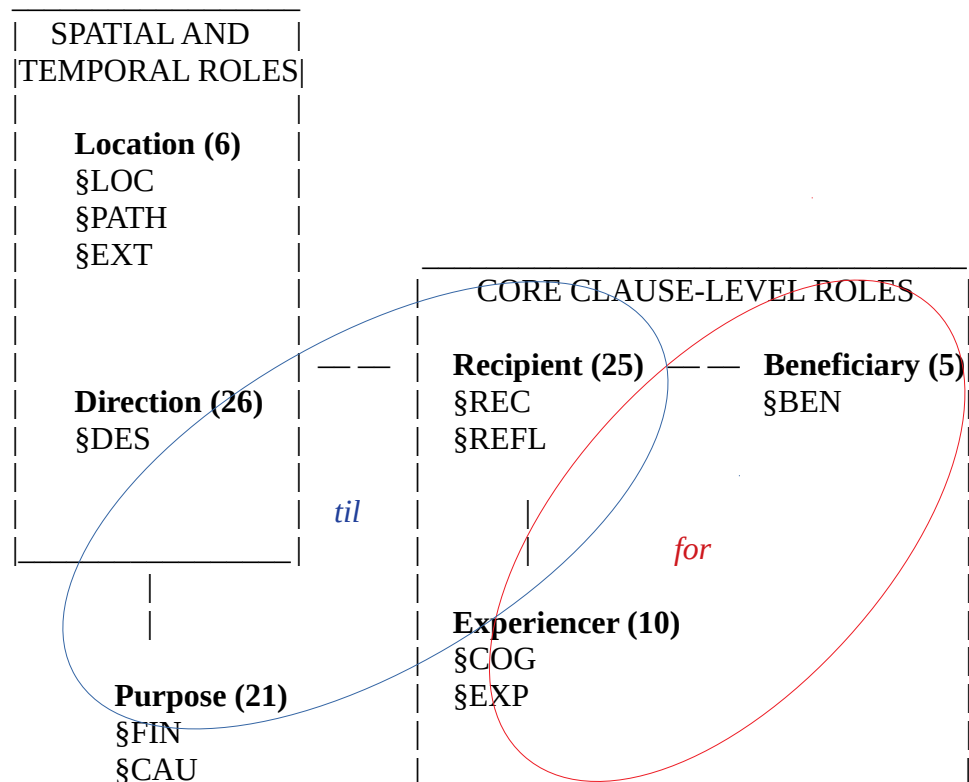 SPATIAL AND
TEMPORAL ROLES
Location (6)
§LOC
§PATH
§EXT
Direction (26)
§DES
CORE CLAUSE-LEVEL ROLES
Recipient (25)
§REC
§REFL
Beneficiary (5)
§BEN
til
for
Experiencer (10)
§COG
§EXP
Purpose (21)
§FIN
§CAU